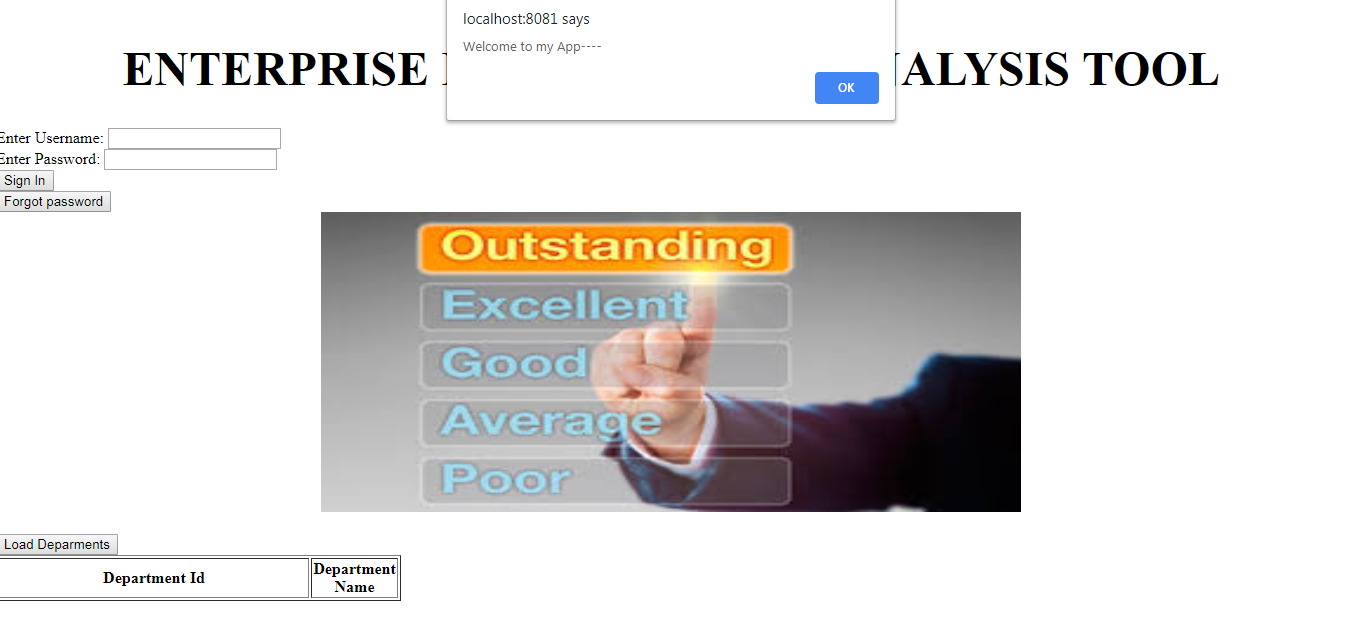 localhost:8081 says
Welcome to my App----
OK
ENTERPRISE ALYSIS TOOL
Enter Username:
Enter Password:
Sign In
Forgot password
Outstanding
Excellent
Good
Average
Poor
Load Deparments
Department Id
Department
Name